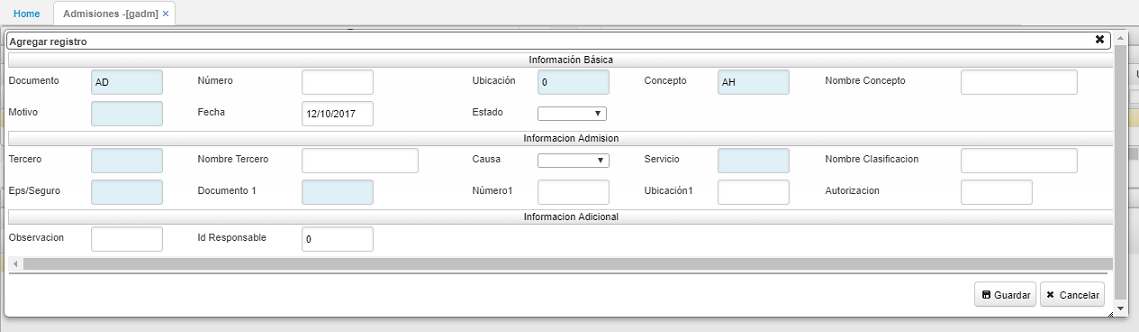 Home Admisiones -[gadm] ×
Agregar registro
Información Básica
Documento AD Número Ubicación 0 Concepto AH Nombre Concepto
Motivo Fecha 12/10/2017 Estado
Informacion Admision
Tercero Nombre Tercero Causa Servicio Nombre Clasificacion
Eps/Seguro Documento 1 Número1 Ubicación1 Autorizacion
Informacion Adicional
Observacion Id Responsable 0
Guardar Cancelar